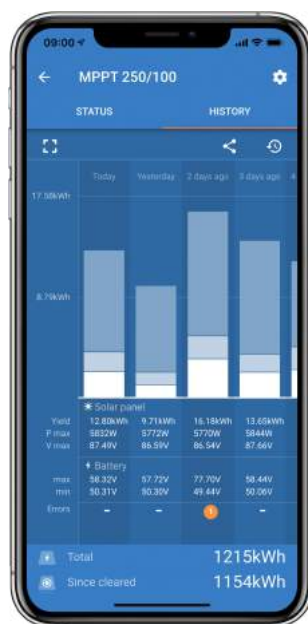 09:00
MPPT 250/100
STATUS HISTORY
Today Yesterday 2 days ago 3 days ago 4
17.58kWh
8.79kWh
Solar panel
Yield 12.80kWh 9.71kWh 16.18kWh 13.65kWh
P max 5832W 5772W 5770W 5844W
V max 87.49V 86.59V 86.54V 87.66V
Battery
max 58.32V 57.72V 77.70V 58.44V
min 50.31V 50.30V 49.44V 50.06V
Errors - - 1 -
Total 1215kWh
Since cleared 1154kWh